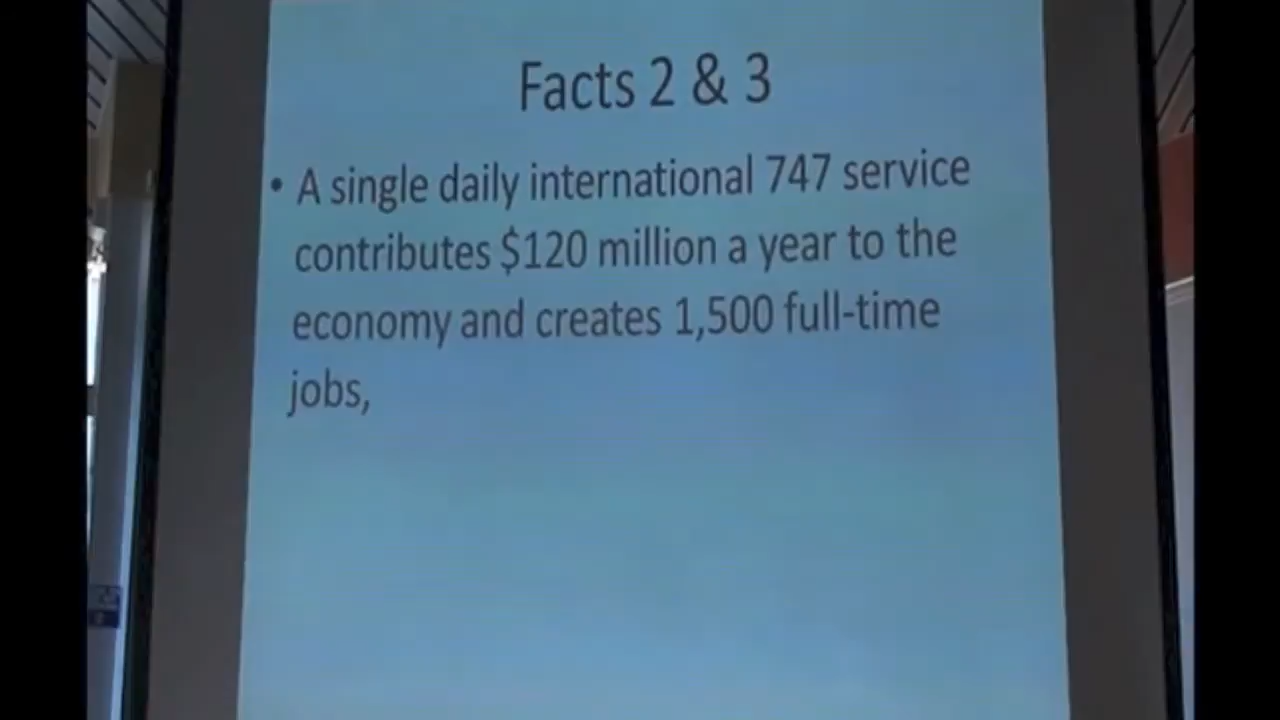 Facts 2 & 3
• A single daily international 747 service
contributes $120 million a year to the
economy and creates 1,500 full-time
jobs,